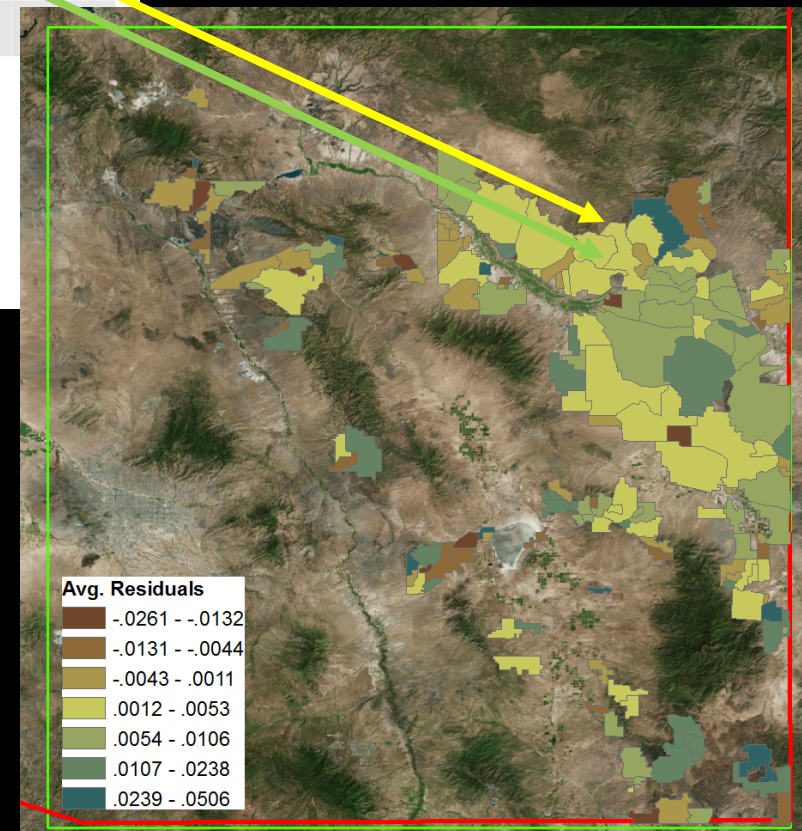 Avg. Residuals
-.0261 - -.0132
-.0131 - -.0044
-.0043 - .0011
.0012 - .0053
.0054 - .0106
.0107 - .0238
.0239 - .0506